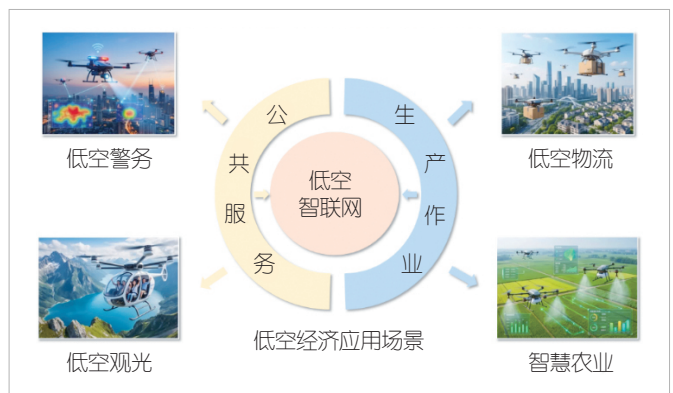 低空警务
低空观光
公共服务
低空
智联网
生产作业
低空经济应用场景
低空物流
智慧农业